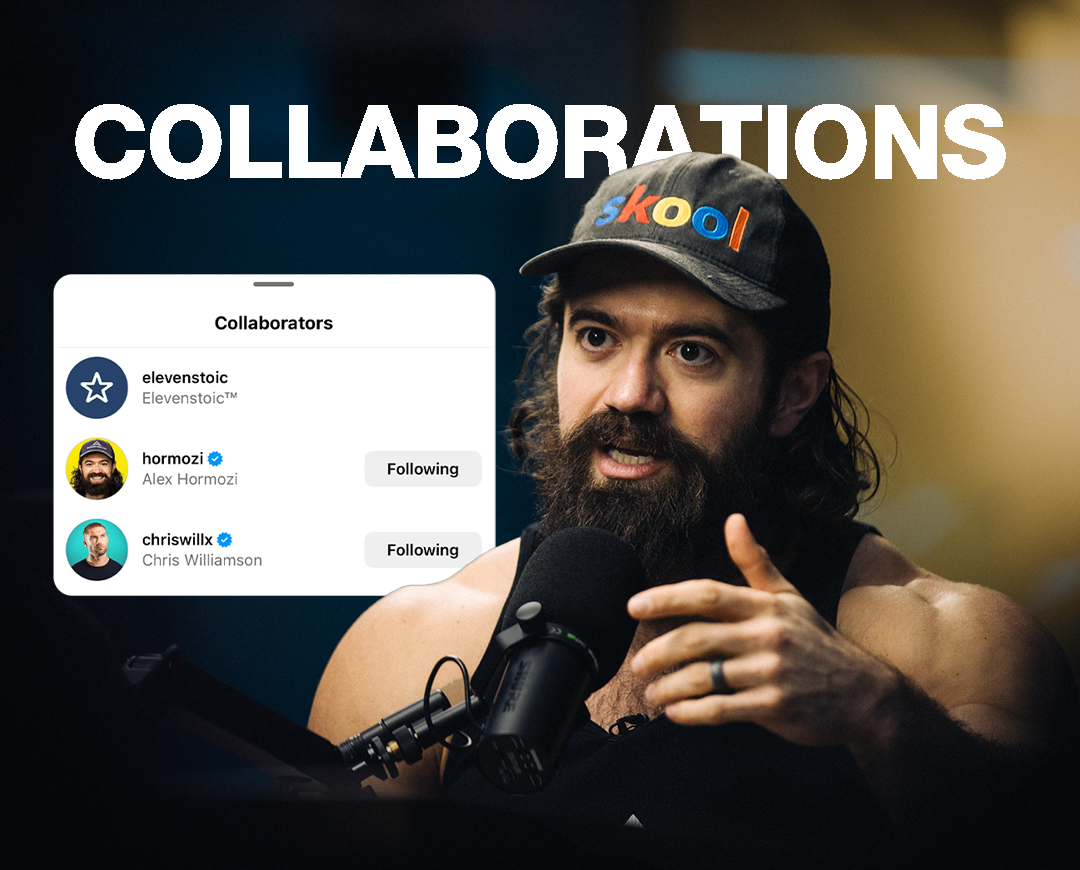 COLLABORATIONS
skool
Collaborators
elevenstoic
Elevenstoic™
hormozi
Alex Hormozi
Following
chriswillx
Chris Williamson
Following